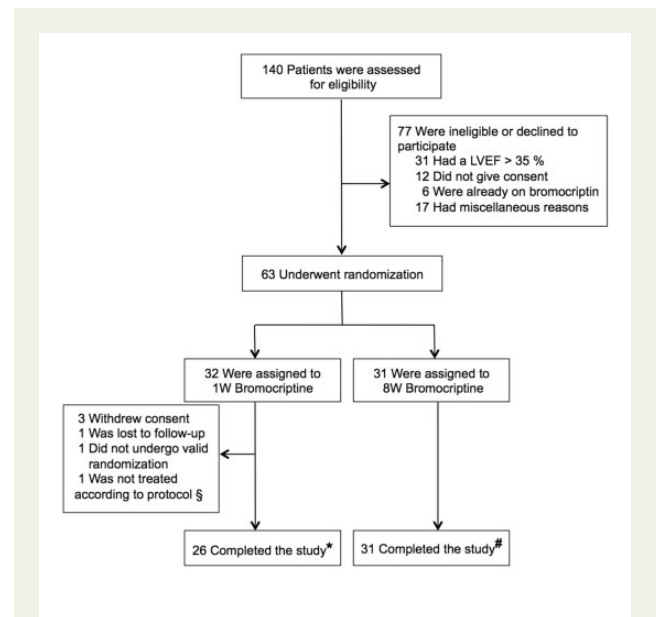 140 Patients were assessed
for eligibility
77 Were ineligible or declined to
participate
31 Had a LVEF > 35 %
12 Did not give consent
6 Were already on bromocriptin
17 Had miscellaneous reasons
63 Underwent randomization
32 Were assigned to
1W Bromocriptine
31 Were assigned to
8W Bromocriptine
3 Withdrew consent
1 Was lost to follow-up
1 Did not undergo valid
randomization
1 Was not treated
according to protocol §
26 Completed the study*
31 Completed the study#